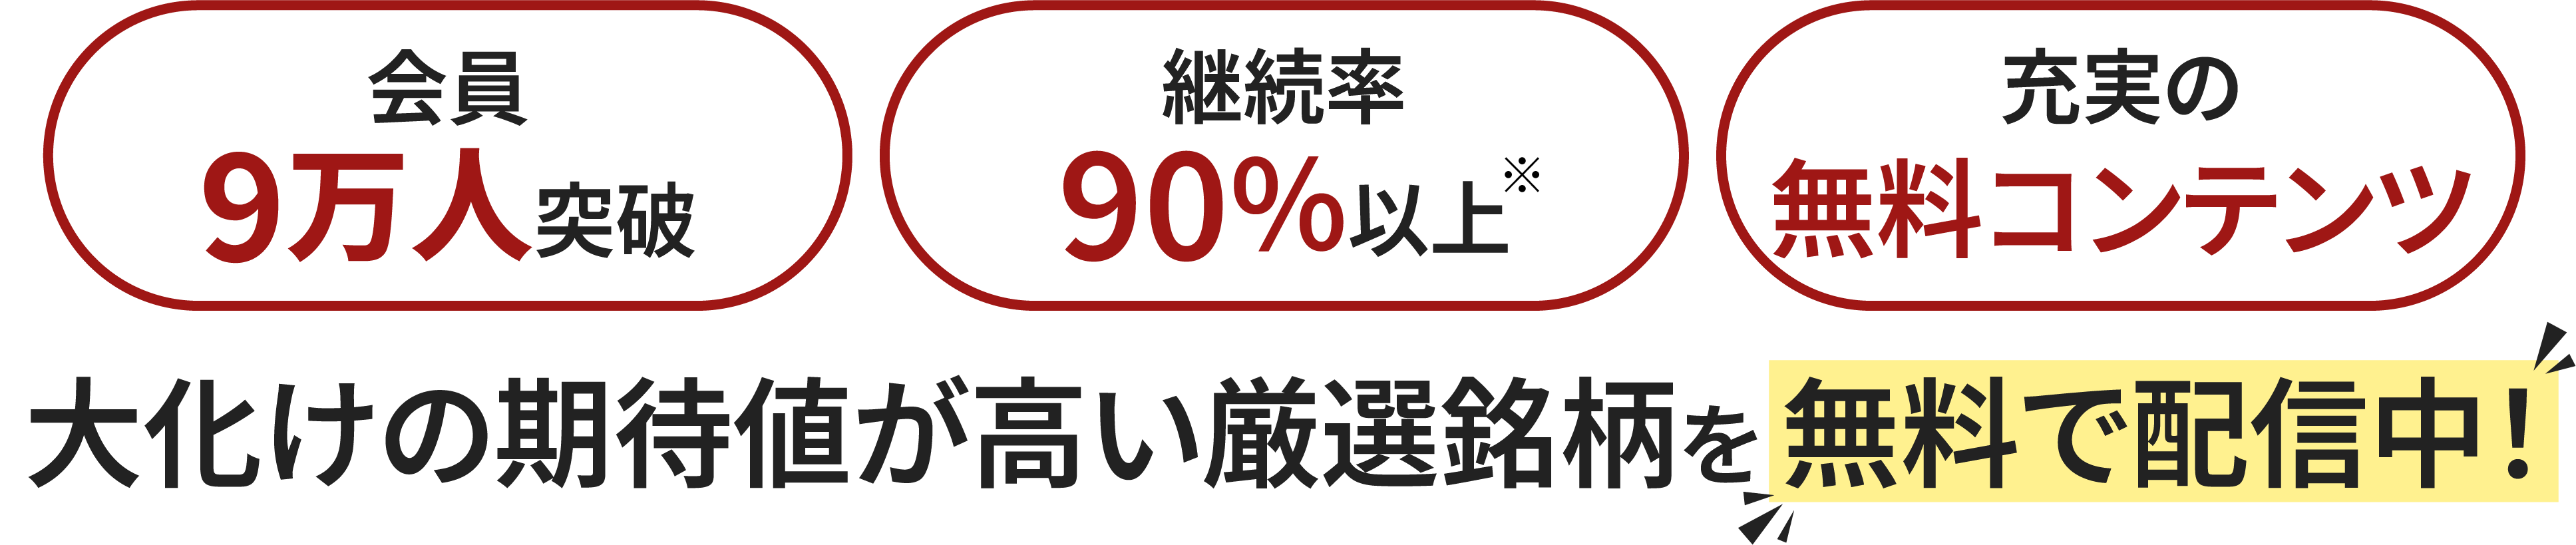 会員
9万人突破
継続率
90%以上※
充実の
無料コンテンツ
大化けの期待値が高い厳選銘柄を無料で配信中!